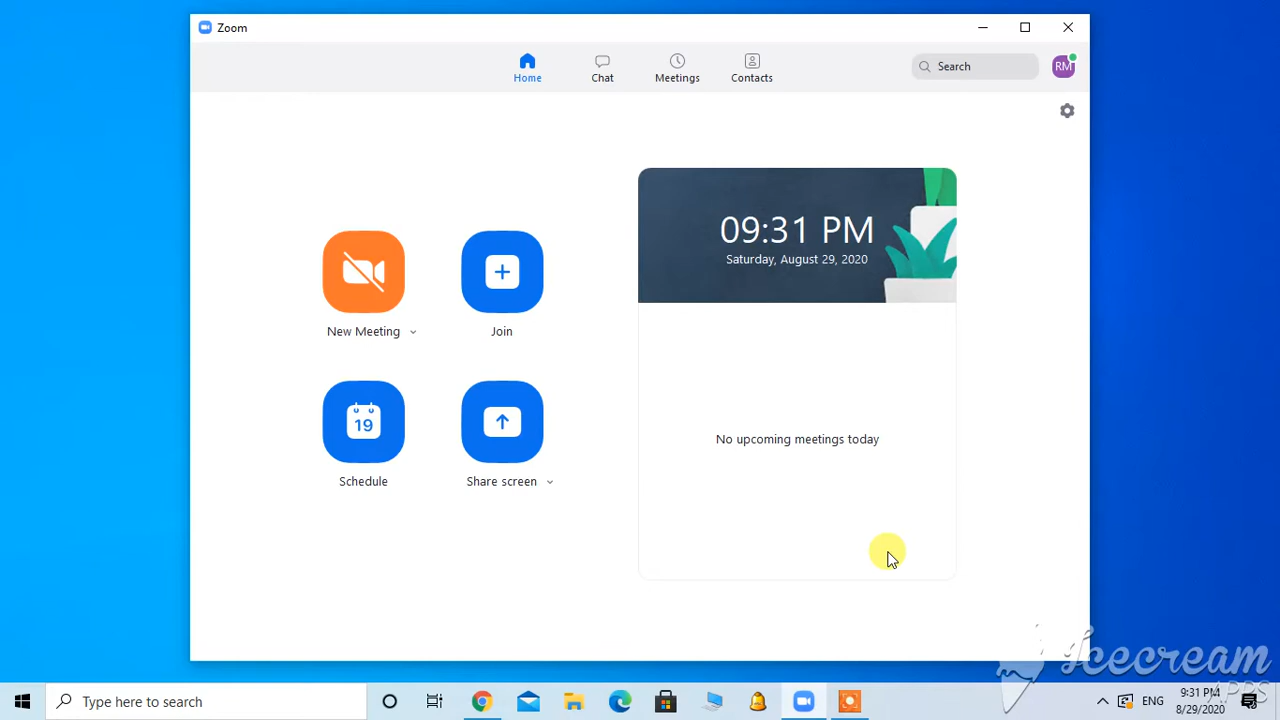 Zoom
Home
Chat
Meetings
Contacts
Search
RM
09:31 PM
Saturday, August 29, 2020
New Meeting
Join
19
Schedule
Share screen
No upcoming meetings today
Icecream
APPS
Type here to search
ENG
9:31 PM
8/29/2020